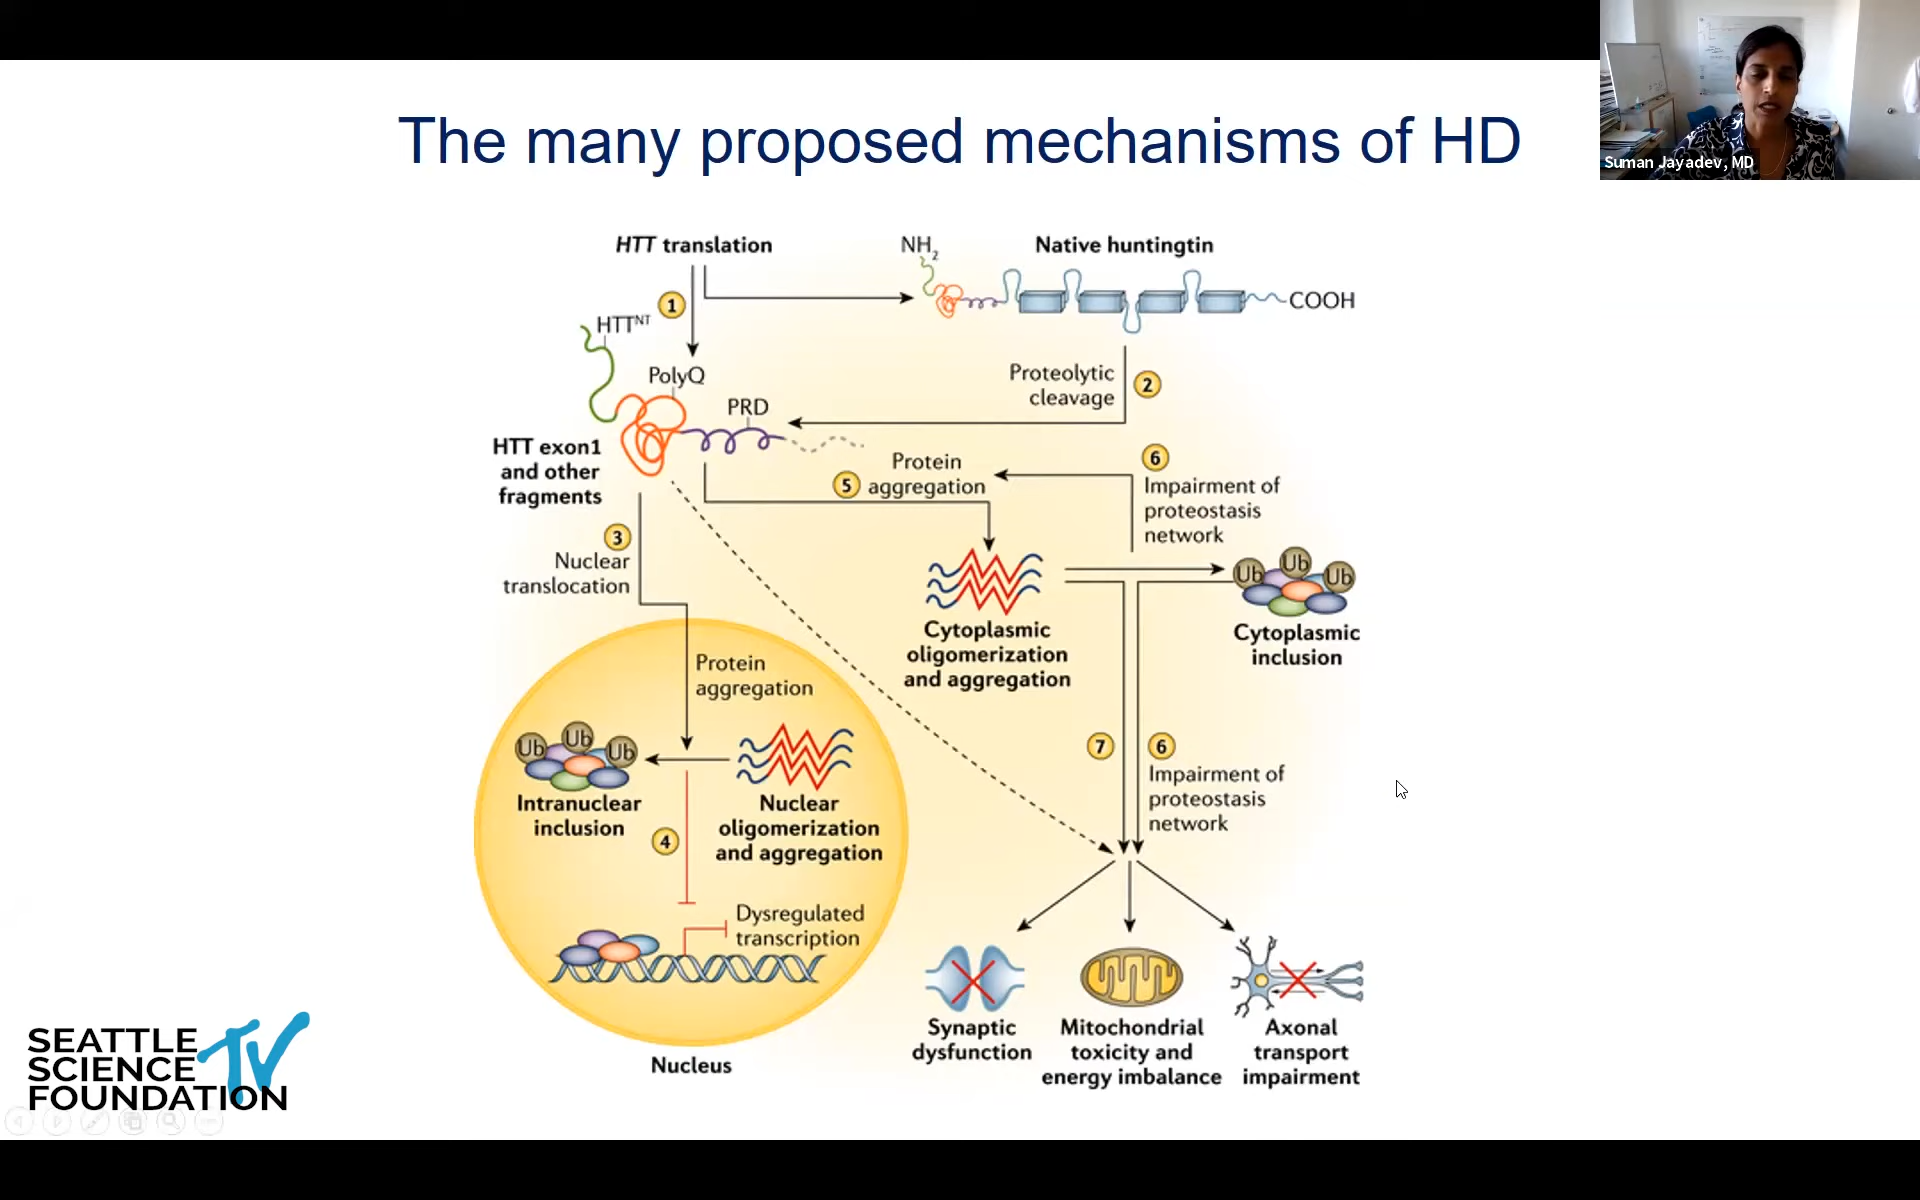 The many proposed mechanisms of HD
Suman Jayadev, MD
HTT translation
NH2
Native huntingtin
COOH
1
HTTNT
PolyQ
PRD
HTT exon1
and other
fragments
Proteolytic
cleavage
2
5
Protein
aggregation
6
Impairment of
proteostasis
network
3
Nuclear
translocation
Ub
Ub
Ub
Cytoplasmic
oligomerization
and aggregation
Cytoplasmic
inclusion
Protein
aggregation
Ub
Ub
Ub
Intranuclear
inclusion
Nuclear
oligomerization
and aggregation
4
Dysregulated
transcription
Nucleus
7
6
Impairment of
proteostasis
network
Synaptic
dysfunction
Mitochondrial
toxicity and
energy imbalance
Axonal
transport
impairment
SEATTLE
SCIENCE
FOUNDATION
TV